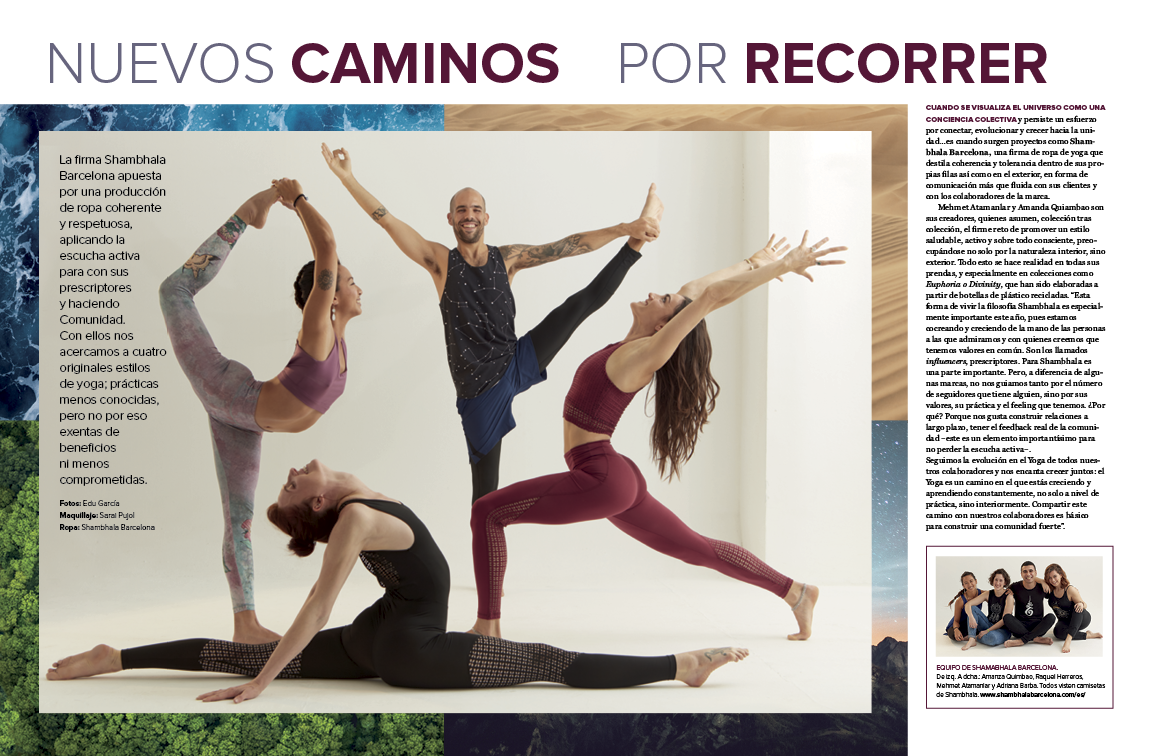 NUEVOS CAMINOS POR RECORRER
La firma Shambhala
Barcelona apuesta
por una producción
de ropa coherente
y respetuosa,
aplicando la
escucha activa
para con sus
prescriptores
y haciendo
Comunidad.
Con ellos nos
acercamos a cuatro
originales estilos
de yoga; prácticas
menos conocidas,
pero no por eso
exentas de
beneficios
ni menos
comprometidas.
Fotos: Edu García
Maquillaje: Sarai Pujol
Ropa: Shambhala Barcelona
CUANDO SE VISUALIZA EL UNIVERSO COMO UNA
CONCIENCIA COLECTIVA y persiste un esfuerzo
por conectar, evolucionar y crecer hacia la uni-
dad...es cuando surgen proyectos como Sham-
bhala Barcelona, una firma de ropa de yoga que
destila coherencia y tolerancia dentro de sus pro-
pias filas así como en el exterior, en forma de
comunicación más que fluida con sus clientes y
con los colaboradores de la marca.
Mehmet Atamanlar y Amanda Quiambao son
sus creadores, quienes asumen, colección tras
colección, el firme reto de promover un estilo
saludable, activo y sobre todo consciente, preo-
cupándose no solo por la naturaleza interior, sino
exterior. Todo esto se hace realidad en todas sus
prendas, y especialmente en colecciones como
Euphoria o Divinity, que han sido elaboradas a
partir de botellas de plástico recicladas. "Esta
forma de vivir la filosofía Shambhala es especial-
mente importante este año, pues estamos
cocreando y creciendo de la mano de las personas
a las que admiramos y con quienes creemos que
tenemos valores en común. Son los llamados
influencers, prescriptores. Para Shambhala es
una parte importante. Pero, a diferencia de algu-
nas marcas, no nos guiamos tanto por el número
de seguidores que tiene alguien, sino por sus
valores, su práctica y el feeling que tenemos. ¿Por
qué? Porque nos gusta construir relaciones a
largo plazo, tener el feedback real de la comuni-
dad –este es un elemento importantísimo para
no perder la escucha activa–.
Seguimos la evolución en el Yoga de todos nues-
tros colaboradores y nos encanta crecer juntos: el
Yoga es un camino en el que estás creciendo y
aprendiendo constantemente, no solo a nivel de
práctica, sino interiormente. Compartir este
camino con nuestros colaboradores es básico
para construir una comunidad fuerte".
EQUIPO DE SHAMABHALA BARCELONA.
De izq. A dcha.: Amanza Quimbao, Raquel Herreros,
Mehmet Atamanlar y Adriana Barba. Todos visten camisetas
de Shambhala. www.shambhalabarcelona.com/es/